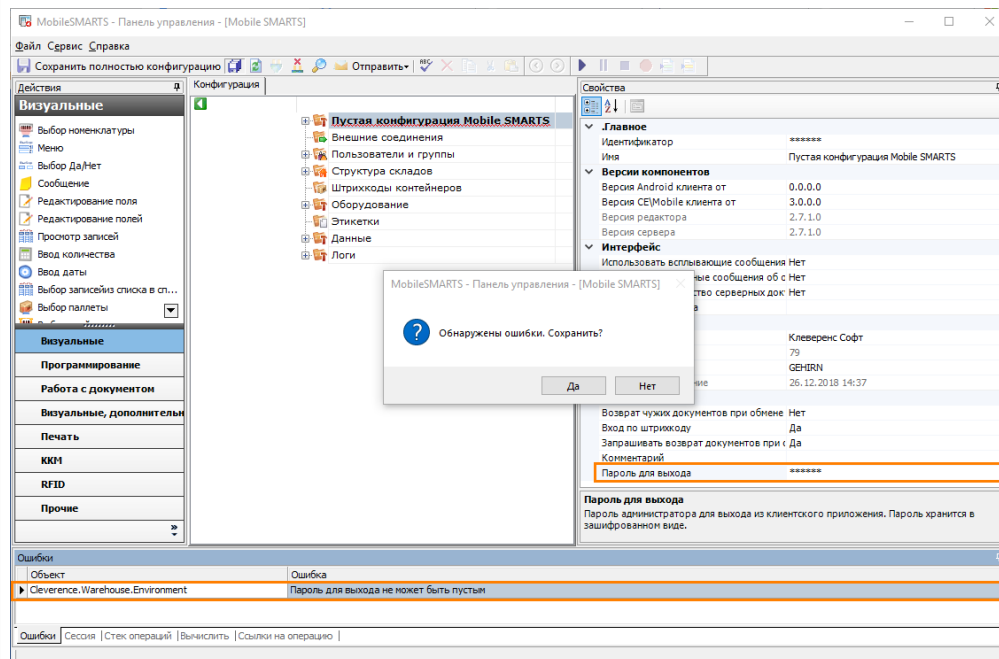 MobileSMARTS - Панель управления - [Mobile SMARTS]
Файл Сервис Справка
Сохранить полностью конфигурацию Отправить
Действия
Визуальные
Выбор номенклатуры
Меню
Выбор Да/Нет
Сообщение
Редактирование поля
Редактирование полей
Просмотр записей
Ввод количества
Ввод даты
Выбор записейиз списка в сп...
Выбор паллеты
Визуальные
Программирование
Работа с документом
Визуальные, дополнительн
Печать
ККМ
RFID
Прочие
Конфигурация
Пустая конфигурация Mobile SMARTS
Внешние соединения
Пользователи и группы
Структура складов
Штрихкоды контейнеров
Оборудование
Этикетки
Данные
Логи
MobileSMARTS - Панель управления - [Mobile SMARTS]
Обнаружены ошибки. Сохранить?
Да Нет
Свойства
.Главное
Идентификатор ******
Имя Пустая конфигурация Mobile SMARTS
Версии компонентов
Версия Android клиента от 0.0.0.0
Версия CE\Mobile клиента от 3.0.0.0
Версия редактора 2.7.1.0
Версия сервера 2.7.1.0
Интерфейс
Использовать всплывающие сообщения Нет
ные сообщения об о Нет
тво серверных док Нет
Клеверенс Софт
79
GEHIRN
ние 26.12.2018 14:37
Возврат чужих документов при обмене Нет
Вход по штрихкоду Да
Запрашивать возврат документов при Да
Комментарий
Пароль для выхода ******
Пароль для выхода
Пароль администратора для выхода из клиентского приложения. Пароль хранится в
зашифрованном виде.
Ошибки
Объект Ошибка
Cleverence.Warehouse.Environment Пароль для выхода не может быть пустым
Ошибки Сессия Стек операций Вычислить Ссылки на операцию